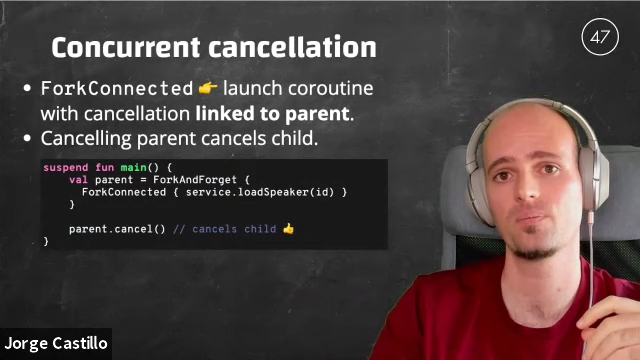 Concurrent cancellation
47
• ForkConnected 👉 launch coroutine
with cancellation linked to parent.
• Cancelling parent cancels child.
suspend fun main() {
val parent = ForkAndForget {
ForkConnected { service.loadSpeaker(id) }
}
parent.cancel() // cancels child 👍
}
Jorge Castillo